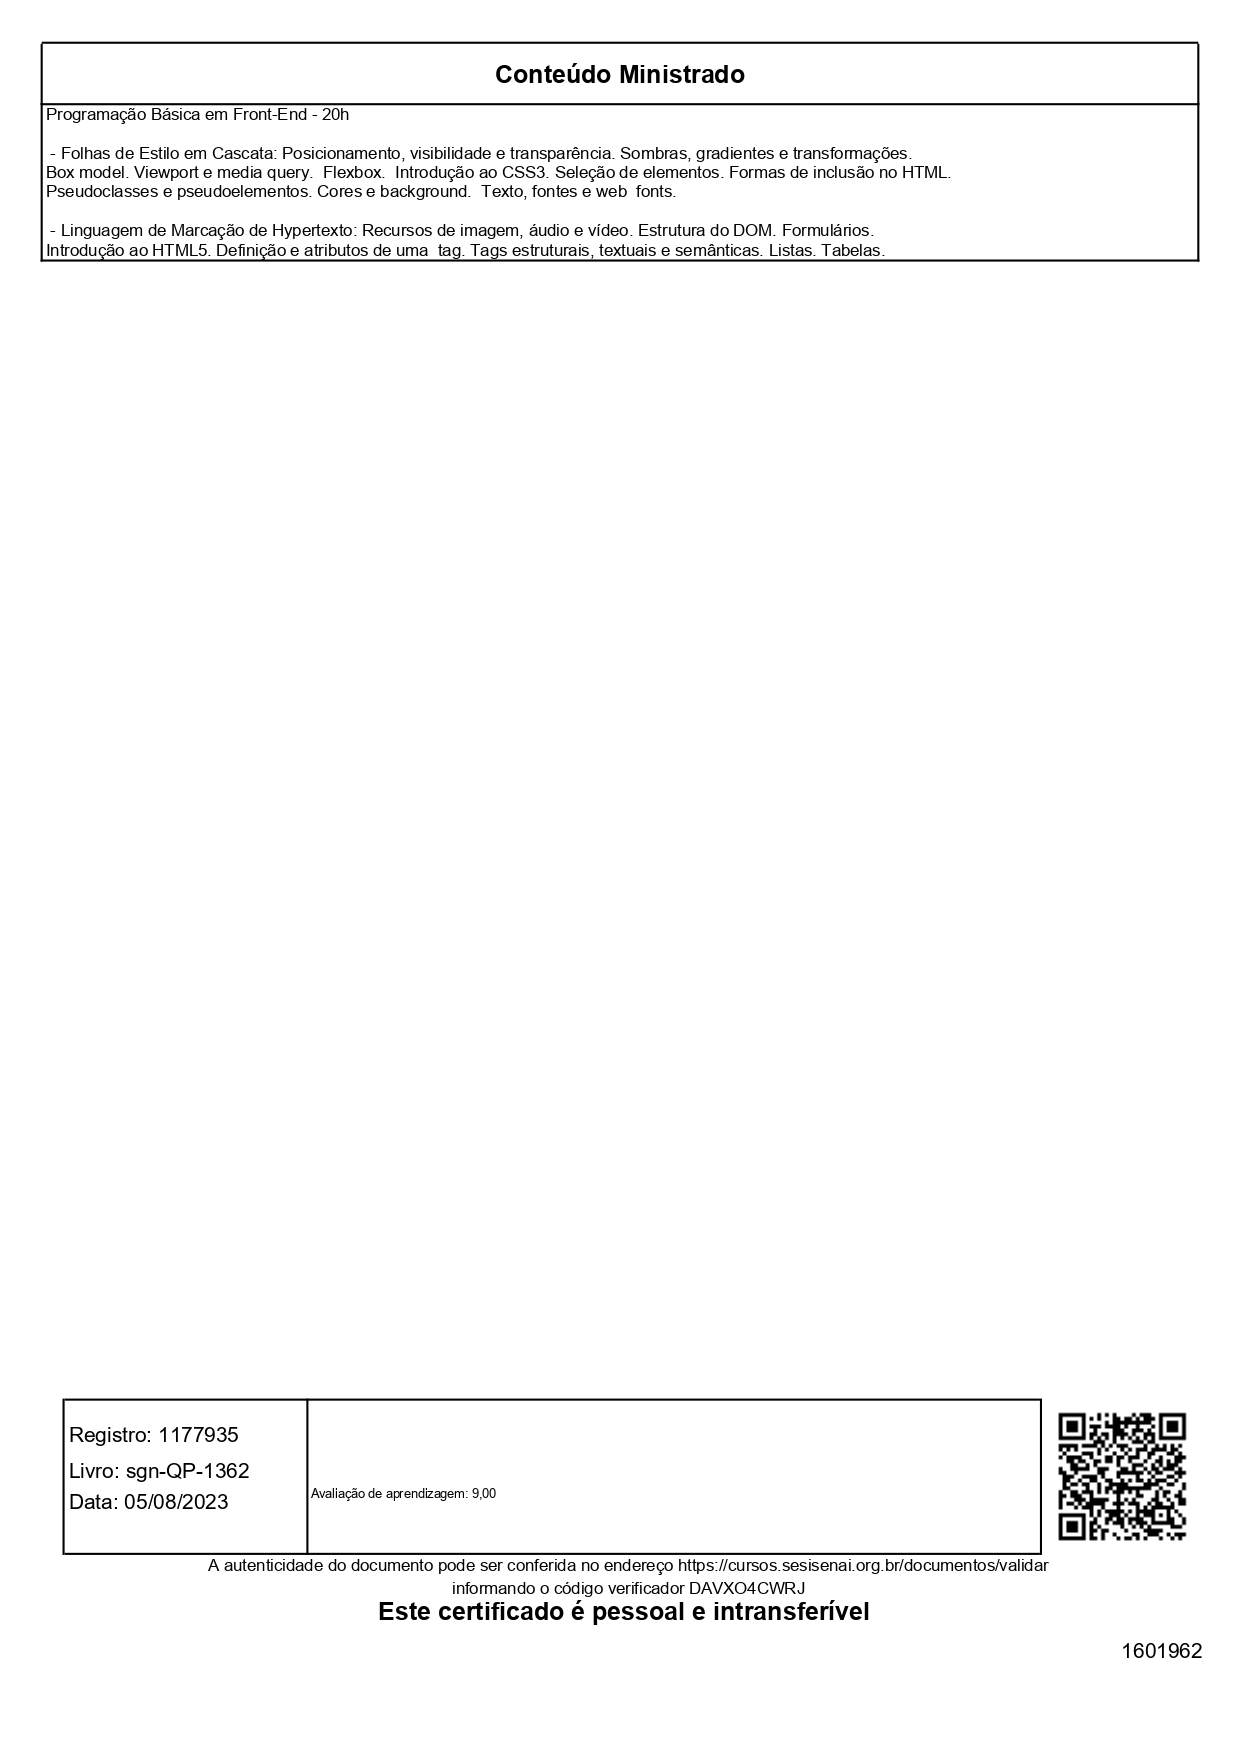 Conteúdo Ministrado
Programação Básica em Front-End - 20h
- Folhas de Estilo em Cascata: Posicionamento, visibilidade e transparência. Sombras, gradientes e transformações.
Box model. Viewport e media query.  Flexbox.  Introdução ao CSS3. Seleção de elementos. Formas de inclusão no HTML.
Pseudoclasses e pseudoelementos. Cores e background.  Texto, fontes e web  fonts.
- Linguagem de Marcação de Hypertexto: Recursos de imagem, áudio e vídeo. Estrutura do DOM. Formulários.
Introdução ao HTML5. Definição e atributos de uma  tag. Tags estruturais, textuais e semânticas. Listas. Tabelas.
Registro: 1177935
Livro: sgn-QP-1362
Data: 05/08/2023
Avaliação de aprendizagem: 9,00
A autenticidade do documento pode ser conferida no endereço https://cursos.sesisenai.org.br/documentos/validar
informando o código verificador DAVXO4CWRJ
Este certificado é pessoal e intransferível
1601962